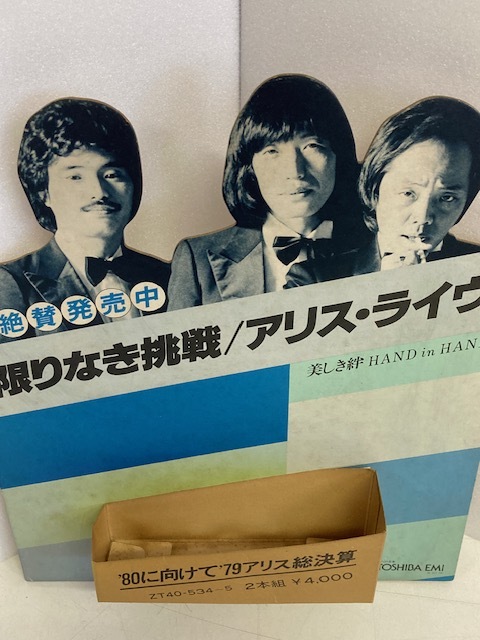 絶賛発売中
限りなき挑戦/アリス・ライヴ
美しき絆 HAND in HAN
'80に向けて'79アリス総決算
ZT40-534~5 2本組 ¥4,000
TOSHIBA EMI